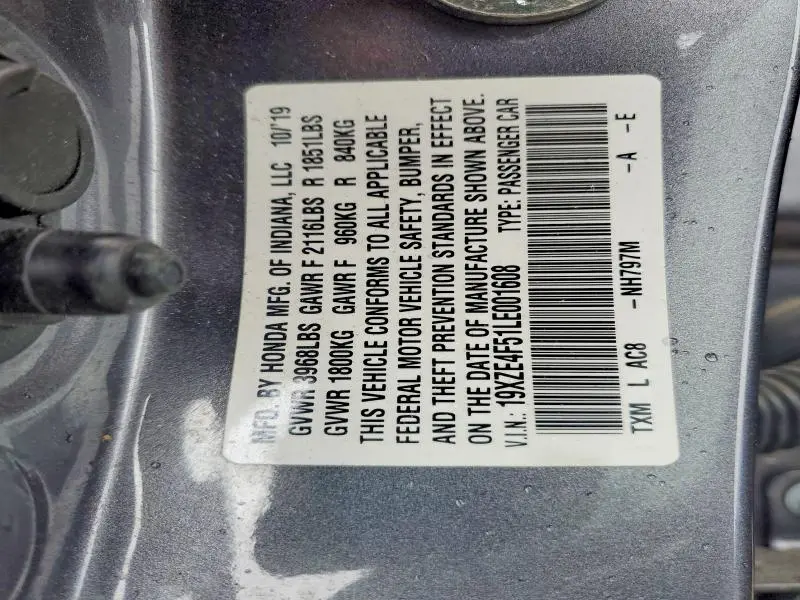 MFD. BY HONDA MFG. OF INDIANA, LLC 10/'19
GVWR 3968LBS GAWR F 2116LBS R 1851LBS
GVWR 1800KG GAWR F 960KG R 840KG
THIS VEHICLE CONFORMS TO ALL APPLICABLE
FEDERAL MOTOR VEHICLE SAFETY, BUMPER,
AND THEFT PREVENTION STANDARDS IN EFFECT
ON THE DATE OF MANUFACTURE SHOWN ABOVE.
V.I.N.: 19XZE4F51LE001608 TYPE: PASSENGER CAR
TXM L AC8 -NH797M -A -E